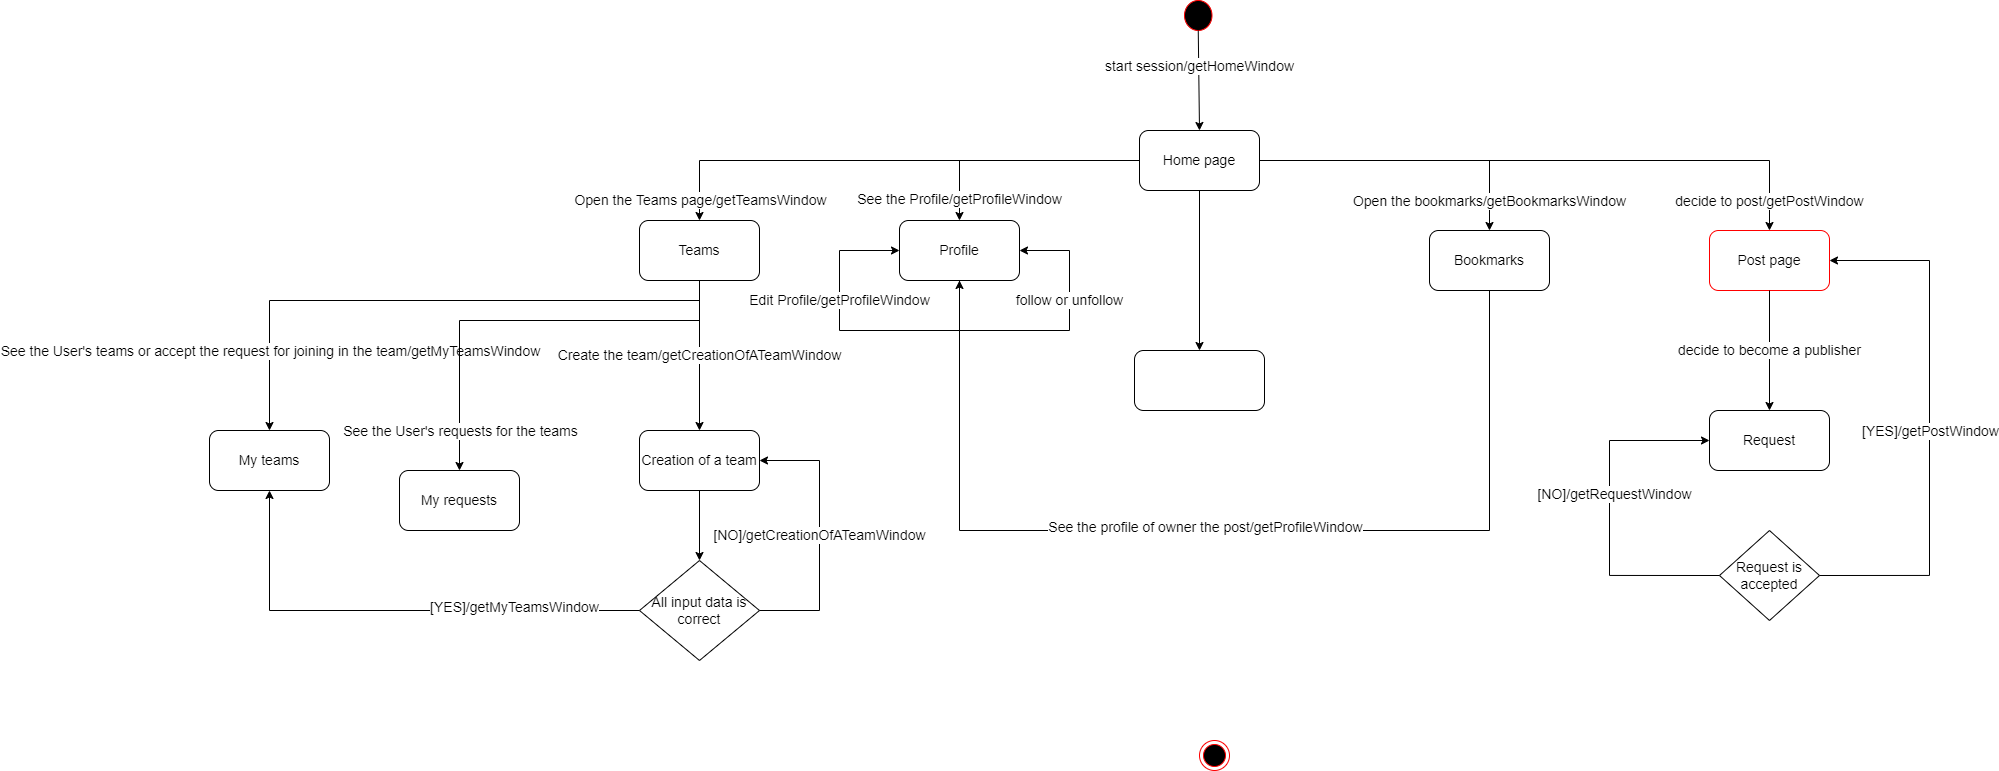 start session/getHomeWindow
Home page
Open the Teams page/getTeamsWindow
See the Profile/getProfileWindow
Open the bookmarks/getBookmarksWindow
decide to post/getPostWindow
Teams
Profile
Bookmarks
Post page
Edit Profile/getProfileWindow
follow or unfollow
See the User's teams or accept the request for joining in the team/getMyTeamsWindow
Create the team/getCreationOfATeamWindow
decide to become a publisher
See the User's requests for the teams
[YES]/getPostWindow
My teams
Creation of a team
Request
My requests
[NO]/getRequestWindow
[NO]/getCreationOfATeamWindow
See the profile of owner the post/getProfileWindow
Request is
accepted
[YES]/getMyTeamsWindow
All input data is
correct